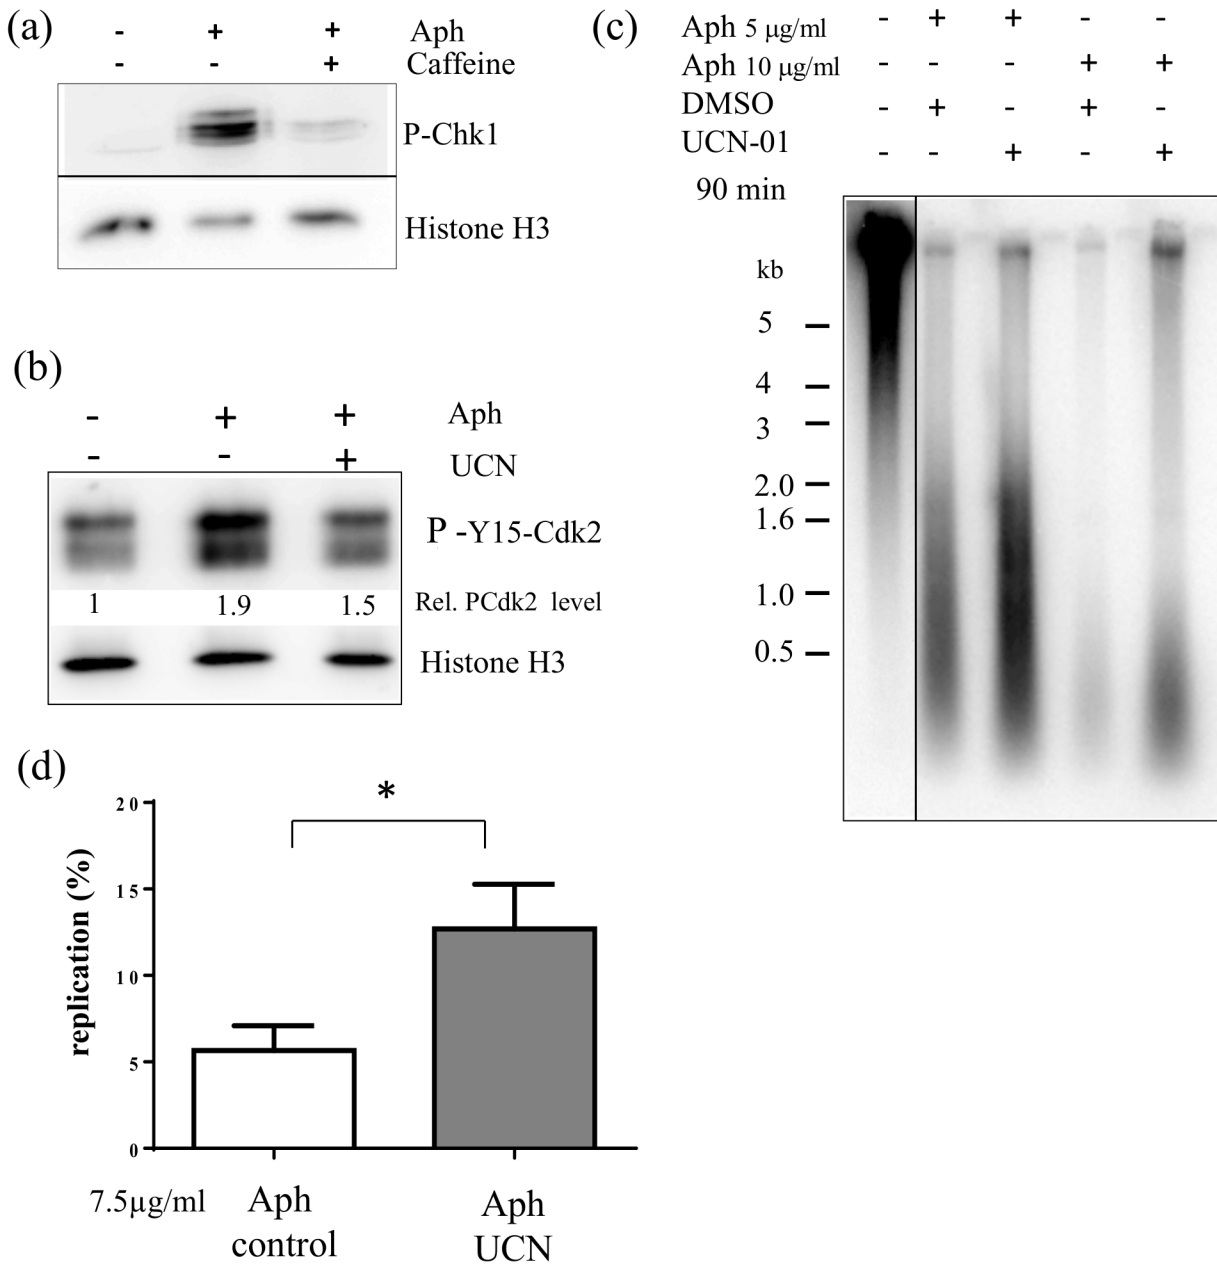 (a)
- + + Aph
- - + Caffeine
P-Chk1
Histone H3
(b)
- + + Aph
- - + UCN
P -Y15-Cdk2
1 1.9 1.5 Rel. PCdk2 level
Histone H3
(c)
Aph 5 µg/ml - + + - -
Aph 10 µg/ml - - - + +
DMSO - + - + -
UCN-01 - - + - +
90 min
kb
5
4
3
2.0
1.6
1.0
0.5
(d)
*
replication (%)
20
15
10
5
0
7.5µg/ml
Aph
control
Aph
UCN